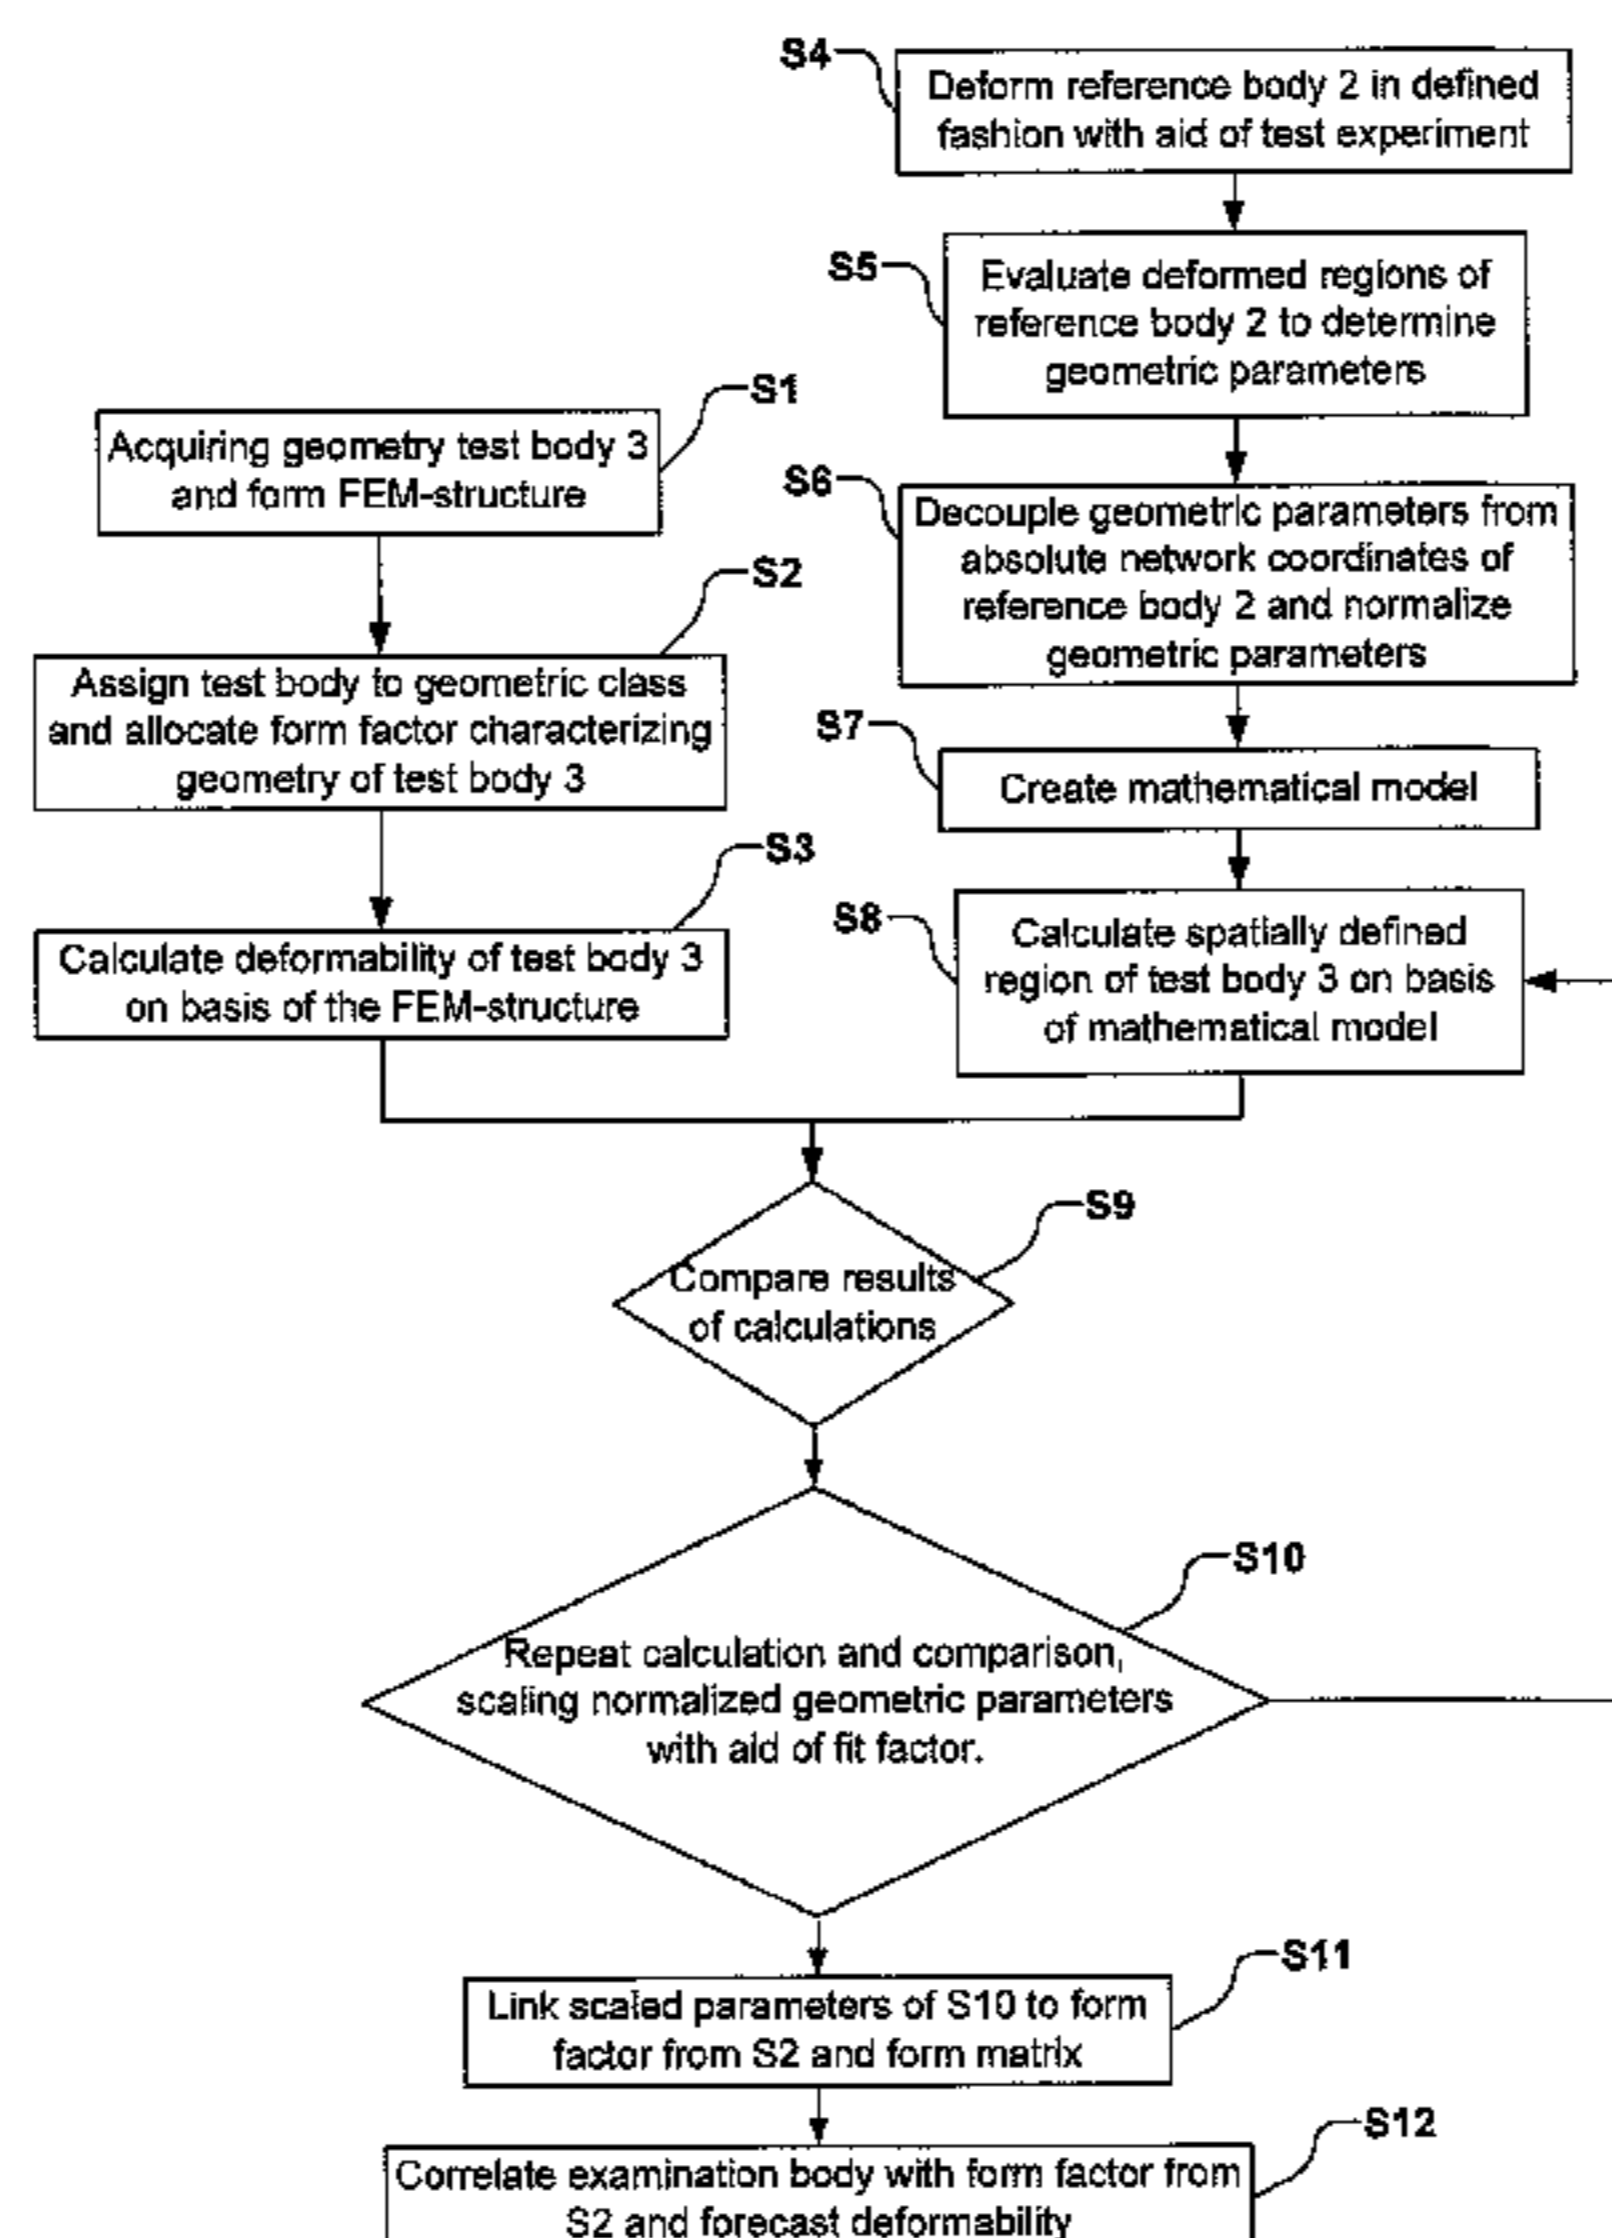 S4
Deform reference body 2 in defined
fashion with aid of test experiment
S5
Evaluate deformed regions of
reference body 2 to determine
geometric parameters
S1
Acquiring geometry test body 3
and form FEM-structure
S6
Decouple geometric parameters from
absolute network coordinates of
reference body 2 and normalize
geometric parameters
S2
Assign test body to geometric class
and allocate form factor characterizing
geometry of test body 3
S7
Create mathematical model
S3
Calculate deformability of test body 3
on basis of the FEM-structure
S8
Calculate spatially defined
region of test body 3 on basis
of mathematical model
S9
Compare results
of calculations
S10
Repeat calculation and comparison,
scaling normalized geometric parameters
with aid of fit factor.
S11
Link scaled parameters of S10 to form
factor from S2 and form matrix
S12
Correlate examination body with form factor from
S2 and forecast deformability